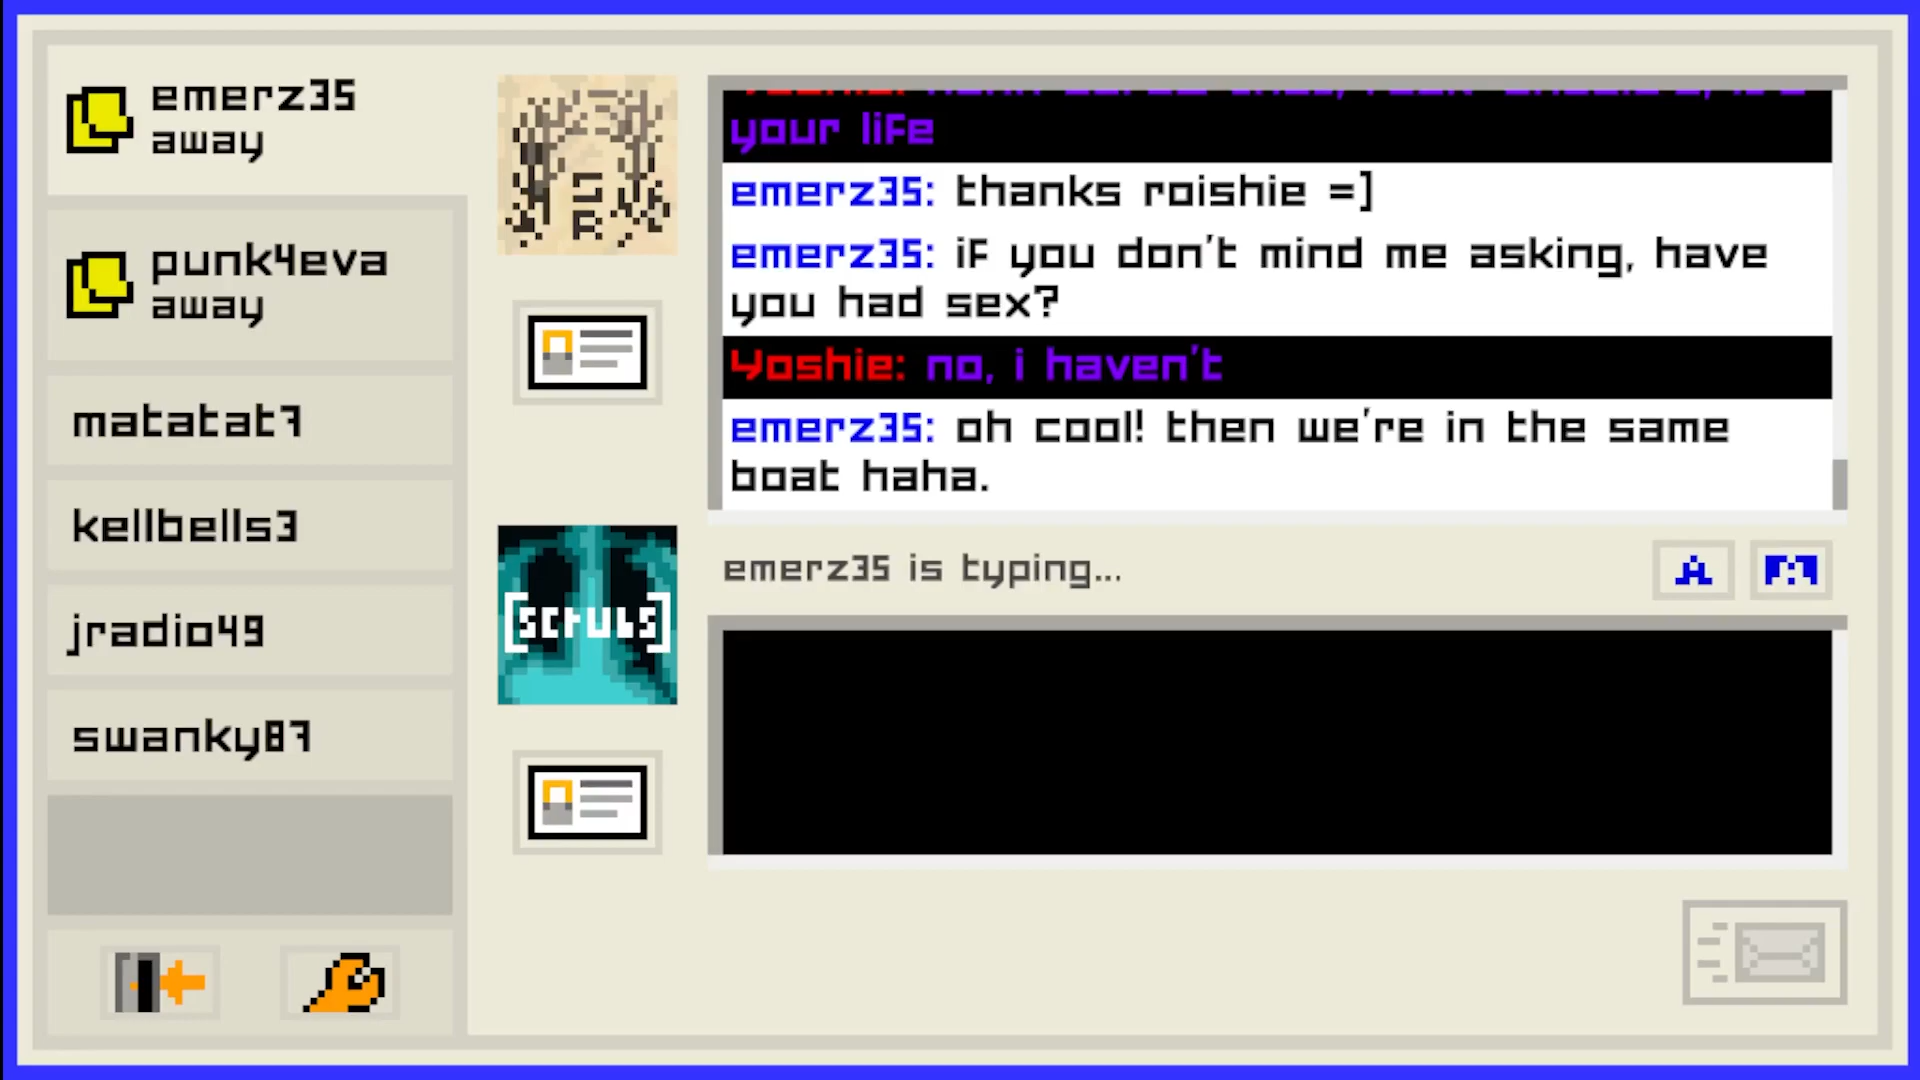 emerz35
away
punk4eva
away
matatat7
kellbells3
jradio49
swanky87
your life
emerz35: thanks roishie =]
emerz35: if you don't mind me asking, have
you had sex?
Yoshie: no, i haven't
emerz35: oh cool! then we're in the same
boat haha.
emerz35 is typing...
[scrubs]
A